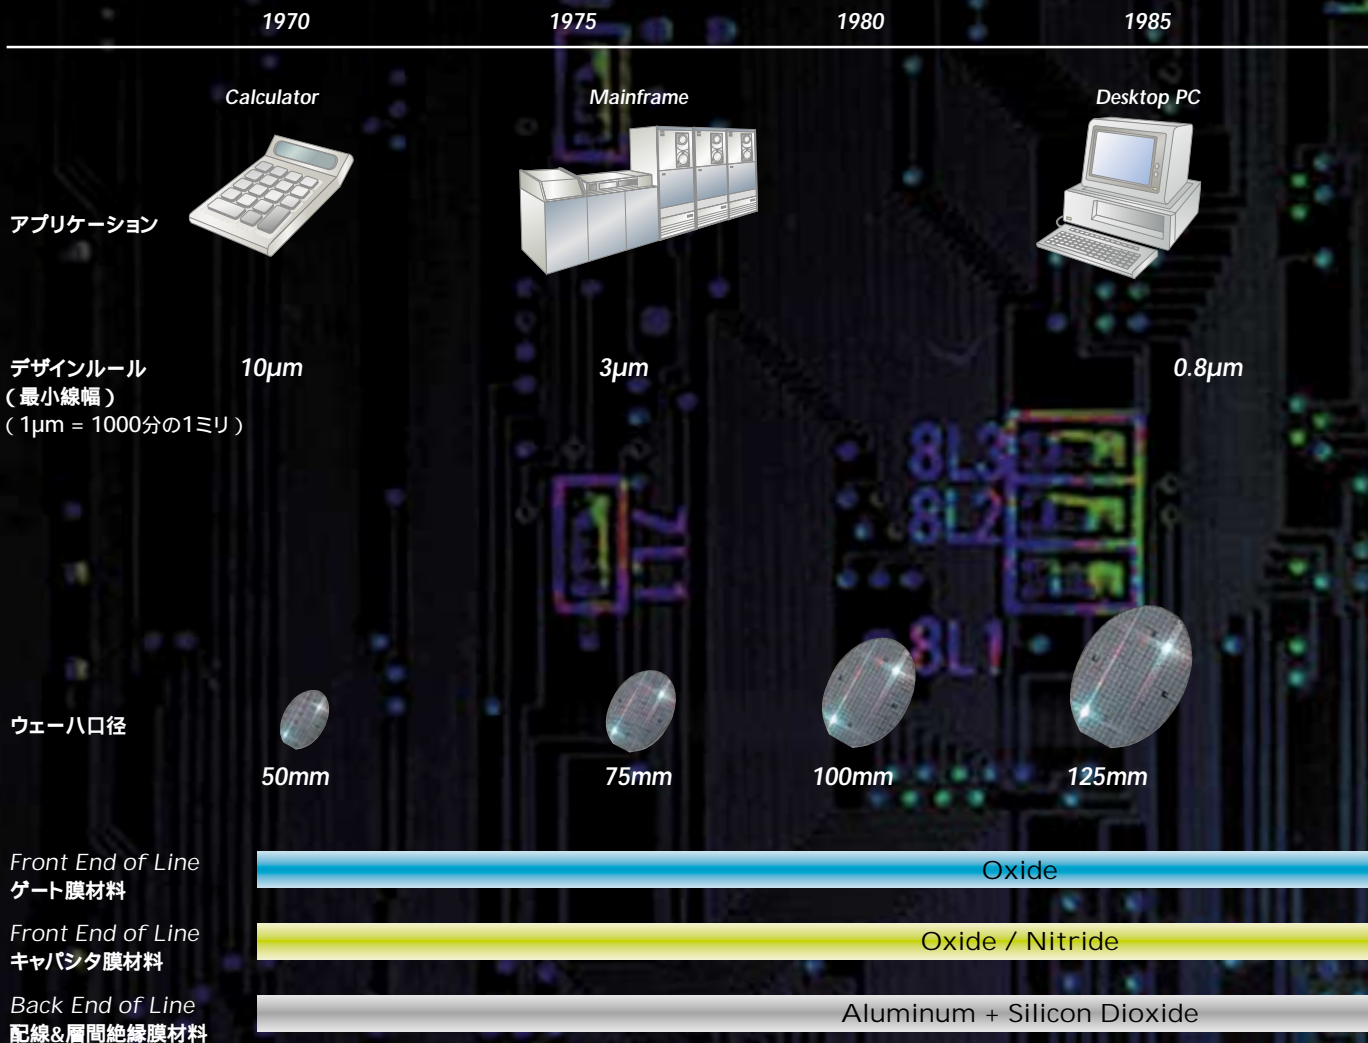 1970 1975 1980 1985
Calculator Mainframe Desktop PC
アプリケーション
デザインルール 10µm 3µm 0.8µm
（最小線幅）
（1µm = 1000分の1ミリ）
8L3
8L2
8L1
ウェーハ口径
50mm 75mm 100mm 125mm
Front End of Line
ゲート膜材料
Oxide
Front End of Line
キャパシタ膜材料
Oxide / Nitride
Back End of Line
配線&層間絶縁膜材料
Aluminum + Silicon Dioxide